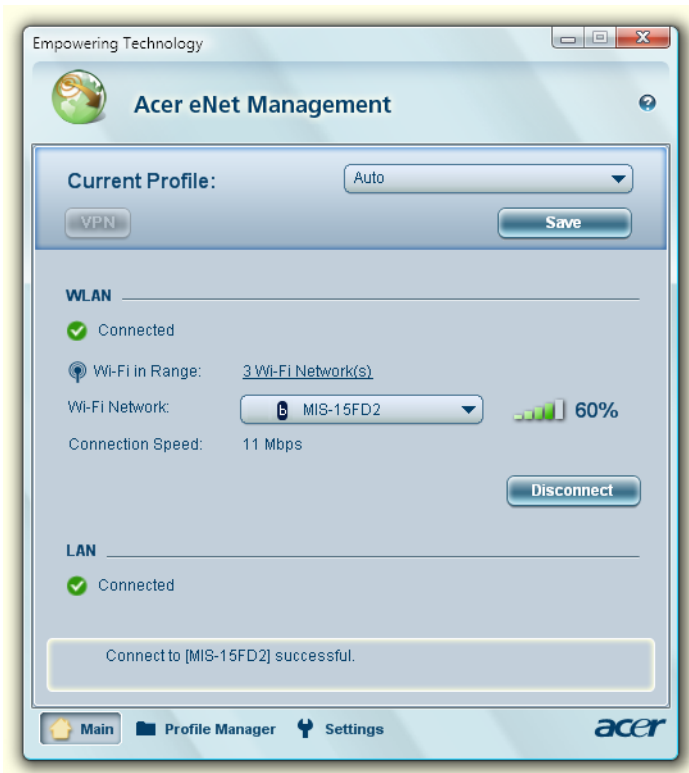 Empowering Technology
Acer eNet Management
Current Profile: Auto
VPN Save
WLAN
Connected
Wi-Fi in Range: 3 Wi-Fi Network(s)
Wi-Fi Network: b MIS-15FD2 60%
Connection Speed: 11 Mbps
Disconnect
LAN
Connected
Connect to [MIS-15FD2] successful.
Main Profile Manager Settings acer